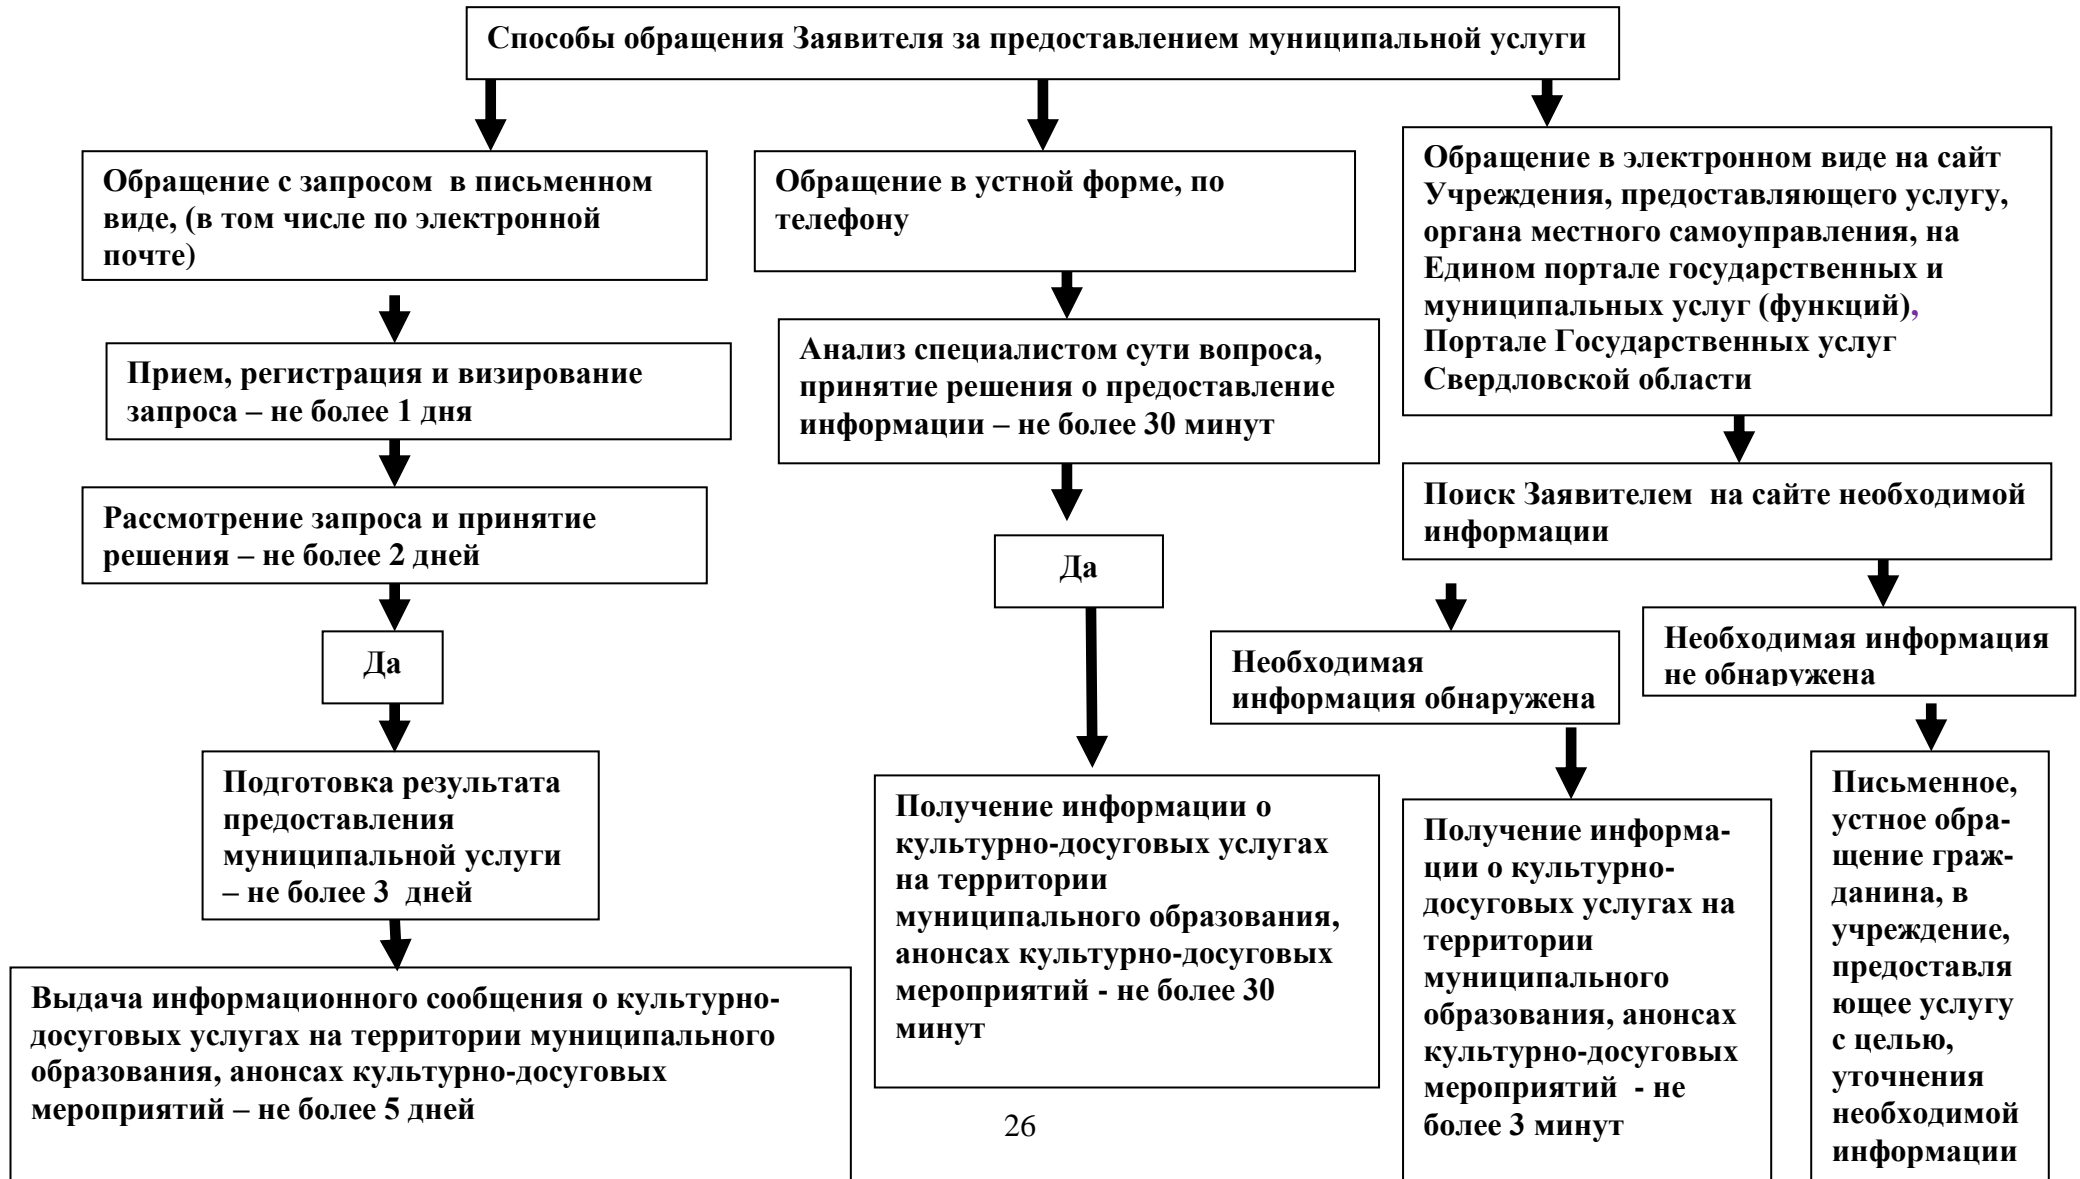 Способы обращения Заявителя за предоставлением муниципальной услуги
Обращение с запросом  в письменном
виде, (в том числе по электронной
почте)
Прием, регистрация и визирование
запроса – не более 1 дня
Рассмотрение запроса и принятие
решения – не более 2 дней
Да
Подготовка результата
предоставления
муниципальной услуги
– не более 3  дней
Выдача информационного сообщения о культурно-
досуговых услугах на территории муниципального
образования, анонсах культурно-досуговых
мероприятий – не более 5 дней
Обращение в устной форме, по
телефону
Анализ специалистом сути вопроса,
принятие решения о предоставление
информации – не более 30 минут
Да
Получение информации о
культурно-досуговых услугах
на территории
муниципального образования,
анонсах культурно-досуговых
мероприятий - не более 30
минут
Обращение в электронном виде на сайт
Учреждения, предоставляющего услугу,
органа местного самоуправления, на
Едином портале государственных и
муниципальных услуг (функций),
Портале Государственных услуг
Свердловской области
Поиск Заявителем  на сайте необходимой
информации
Необходимая
информация обнаружена
Получение информа-
ции о культурно-
досуговых услугах на
территории
муниципального
образования, анонсах
культурно-досуговых
мероприятий  - не
более 3 минут
Необходимая информация
не обнаружена
Письменное,
устное обра-
щение граж-
данина, в
учреждение,
предоставля
ющее услугу
с целью,
уточнения
необходимой
информации
26